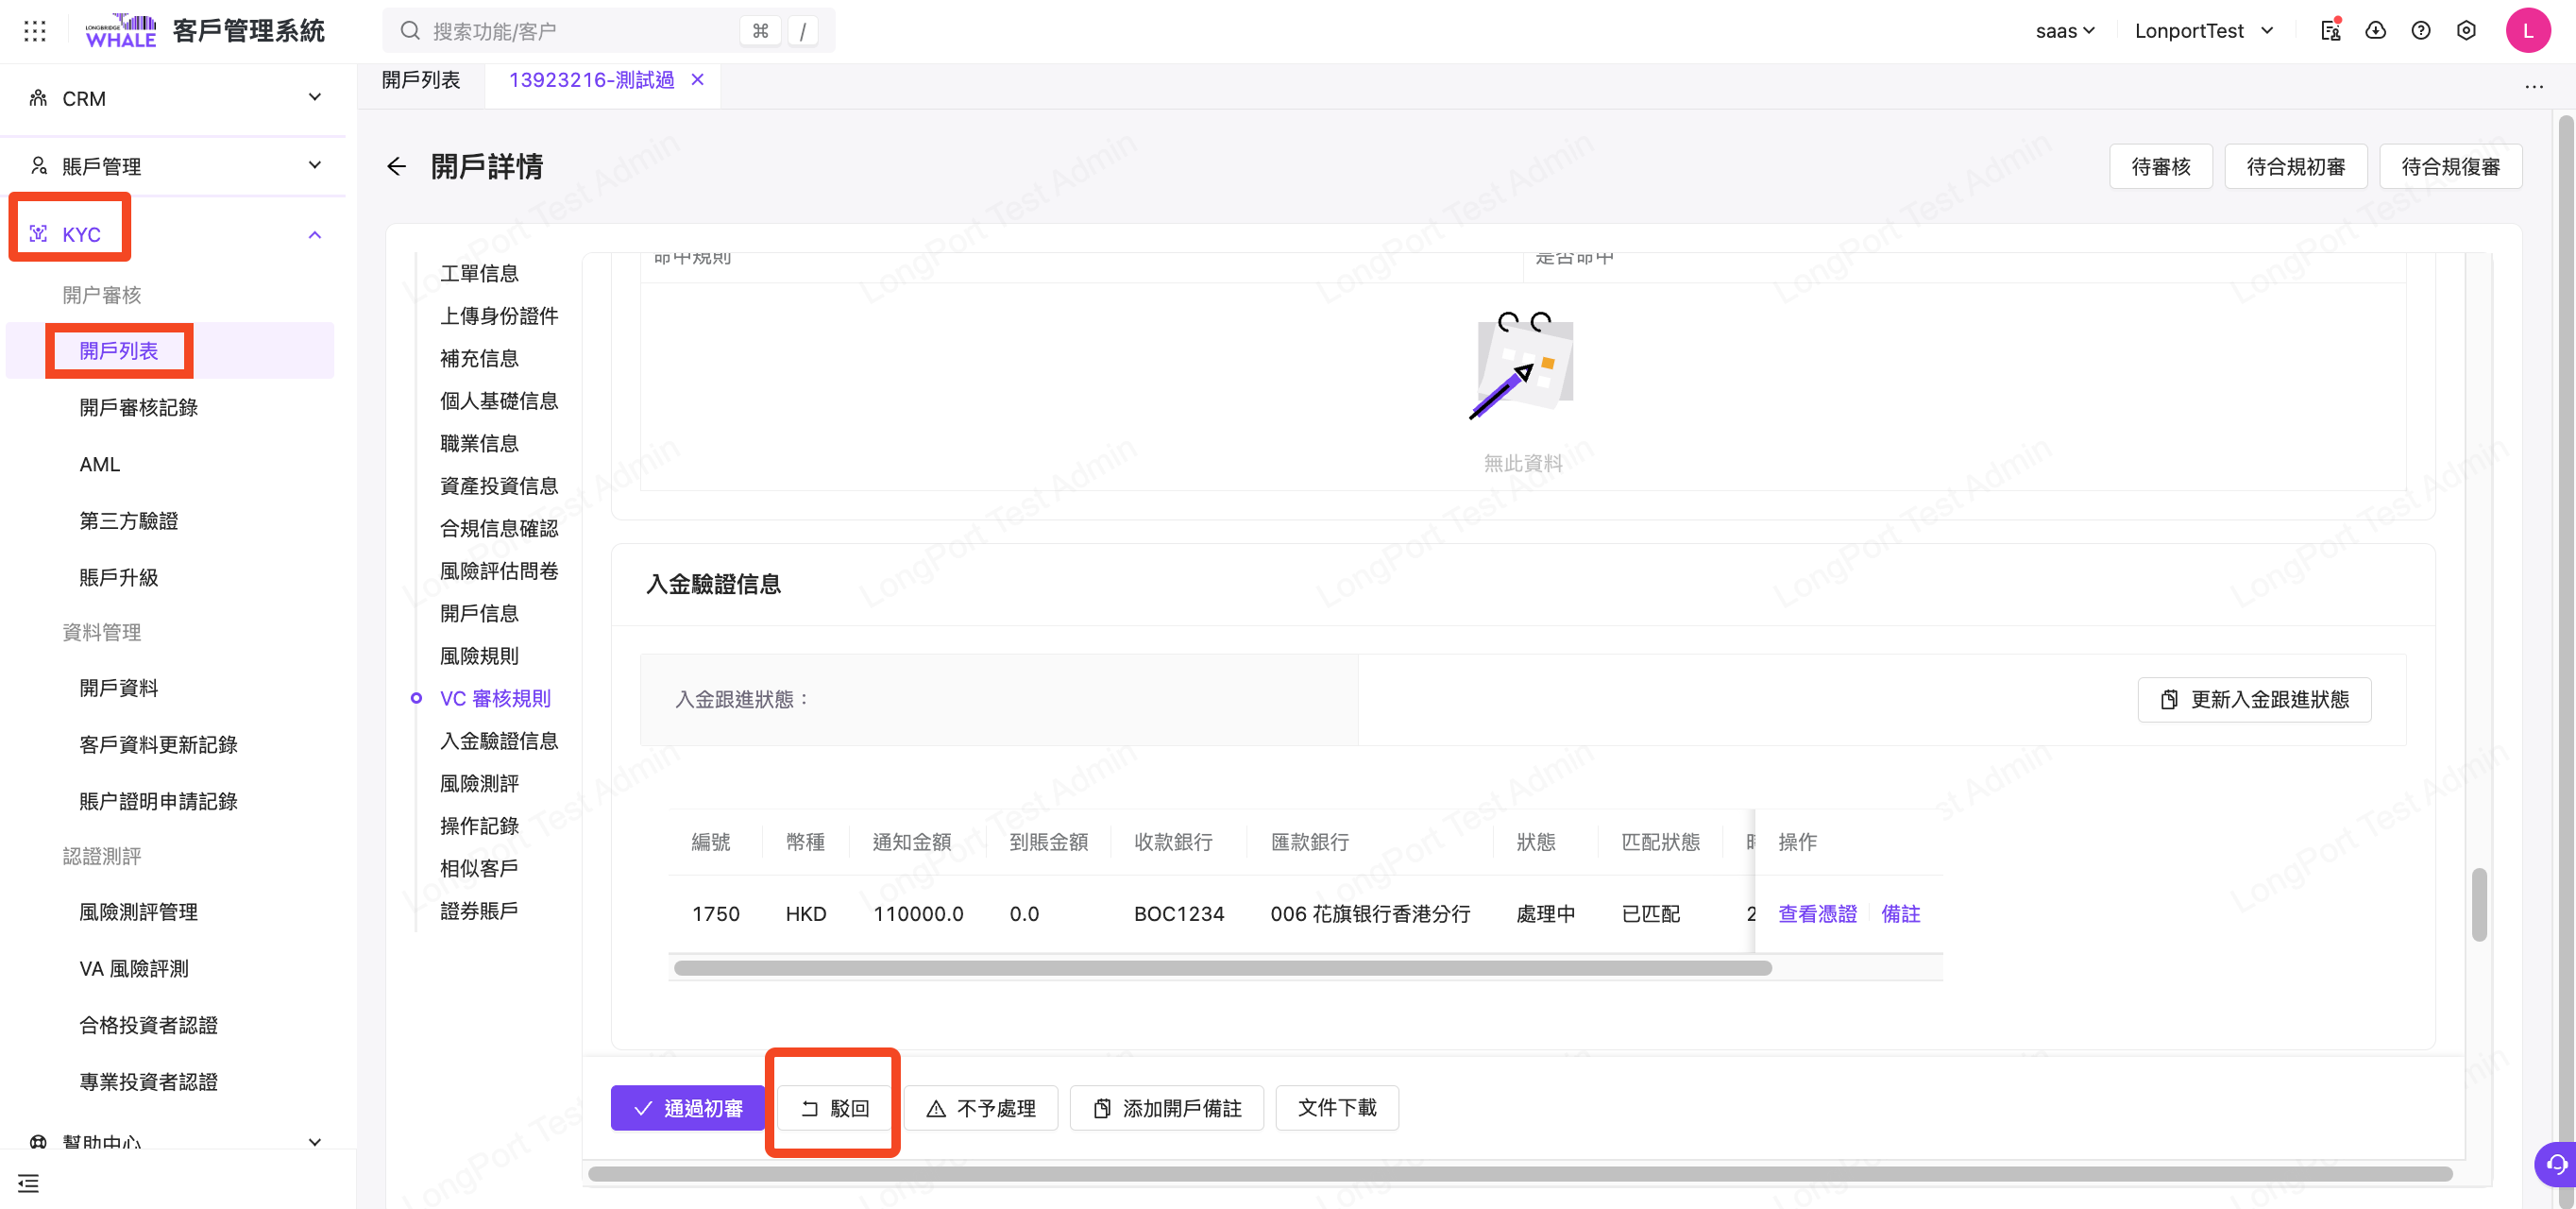 LONGBRIDGE
WHALE
客戶管理系統
搜索功能/客户
⌘
/
saas
LonportTest
L
CRM
賬戶管理
KYC
開户審核
開戶列表
開戶審核記錄
AML
第三方驗證
賬戶升級
資料管理
開戶資料
客戶資料更新記錄
賬户證明申請記錄
認證測評
風險測評管理
VA 風險評測
合格投資者認證
專業投資者認證
幫助中心
開戶列表
13923216-測試過
開戶詳情
待審核
待合規初審
待合規復審
工單信息
上傳身份證件
補充信息
個人基礎信息
職業信息
資產投資信息
合規信息確認
風險評估問卷
開戶信息
風險規則
VC 審核規則
入金驗證信息
風險測評
操作記錄
相似客戶
證券賬戶
命中規則
是否命中
無此資料
入金驗證信息
入金跟進狀態：
更新入金跟進狀態
編號 幣種 通知金額 到賬金額 收款銀行 匯款銀行 狀態 匹配狀態 操作
1750 HKD 110000.0 0.0 BOC1234 006 花旗银行香港分行 處理中 已匹配 2 查看憑證 備註
通過初審
駁回
不予處理
添加開戶備註
文件下載
LongPort Test Admin